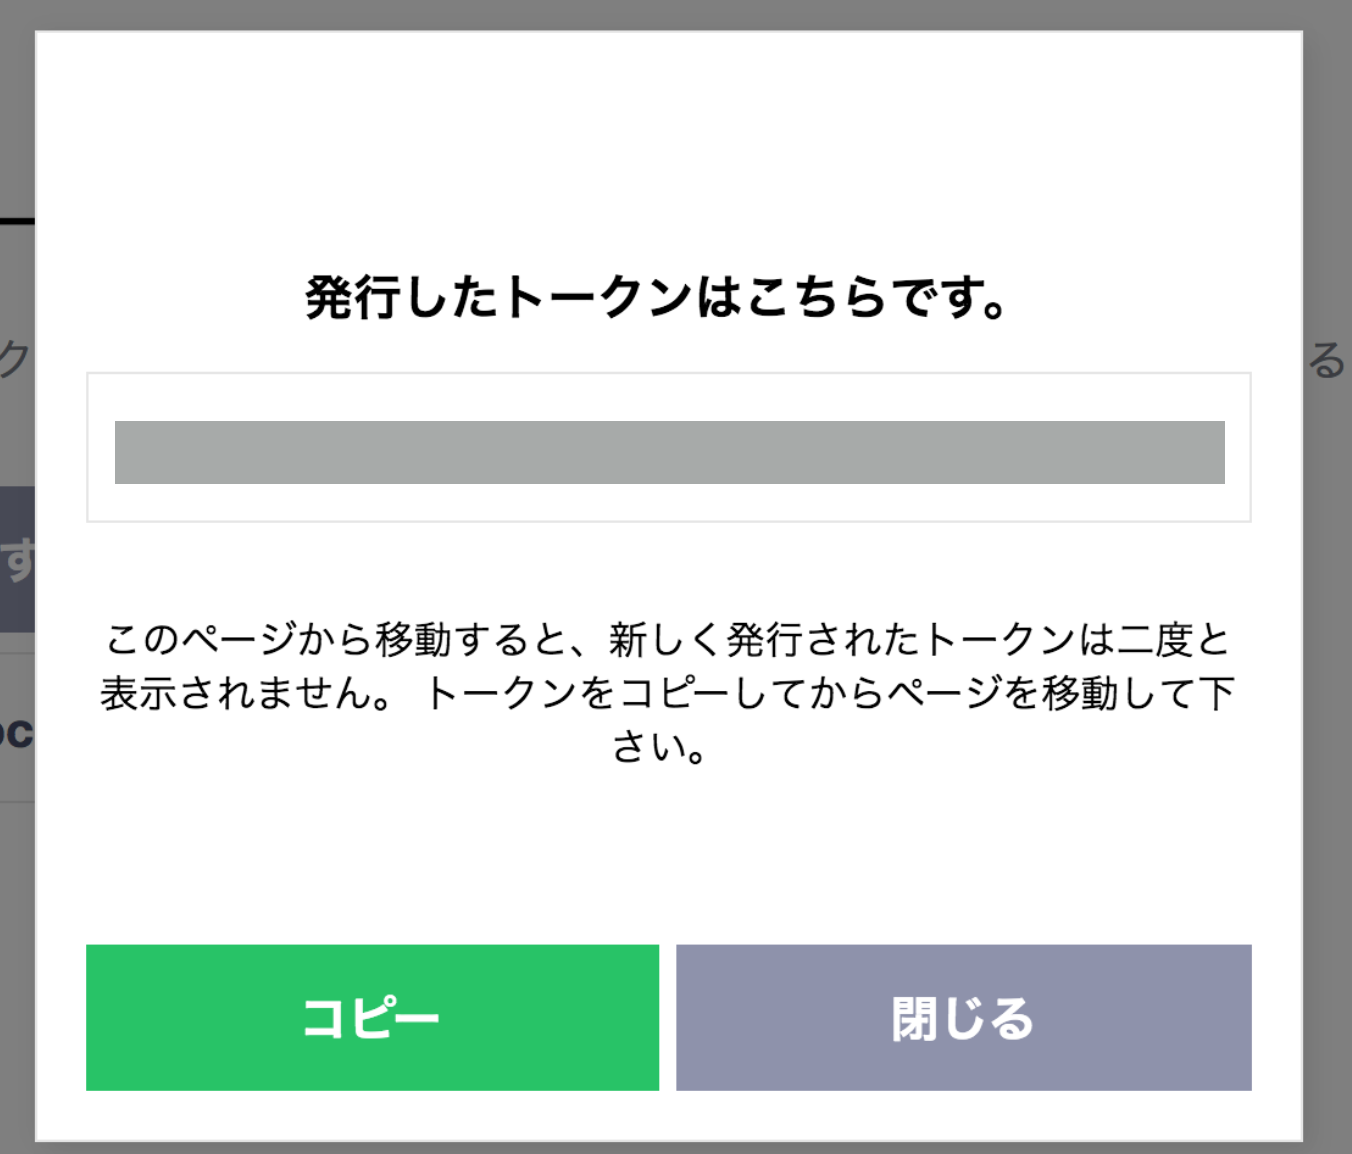 発行したトークンはこちらです。
ク
る
す
このページから移動すると、新しく発行されたトークンは二度と
表示されません。 トークンをコピーしてからページを移動して下
さい。
コピー
閉じる